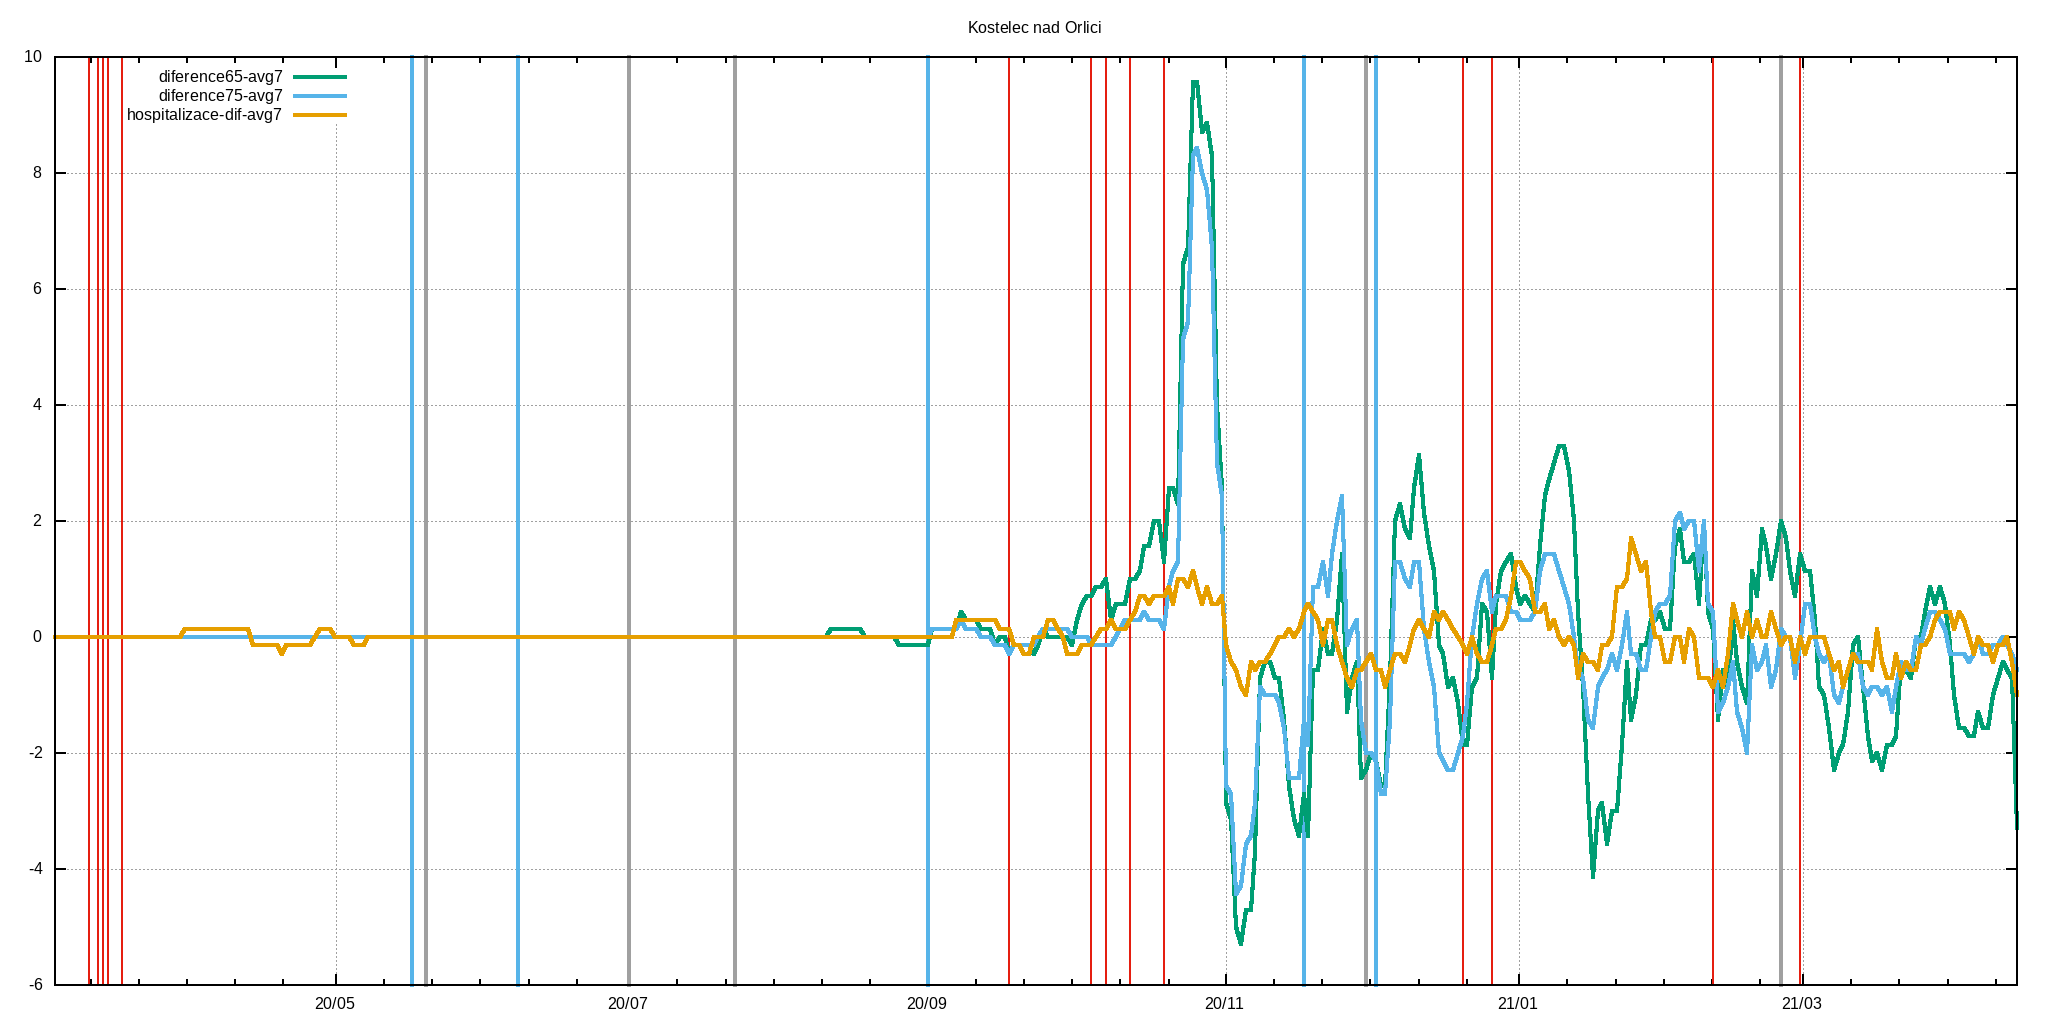 Kostelec nad Orlici
10
diference65-avg7
diference75-avg7
hospitalizace-dif-avg7
8
6
4
2
0
-2
-4
-6
20/05 20/07 20/09 20/11 21/01 21/03